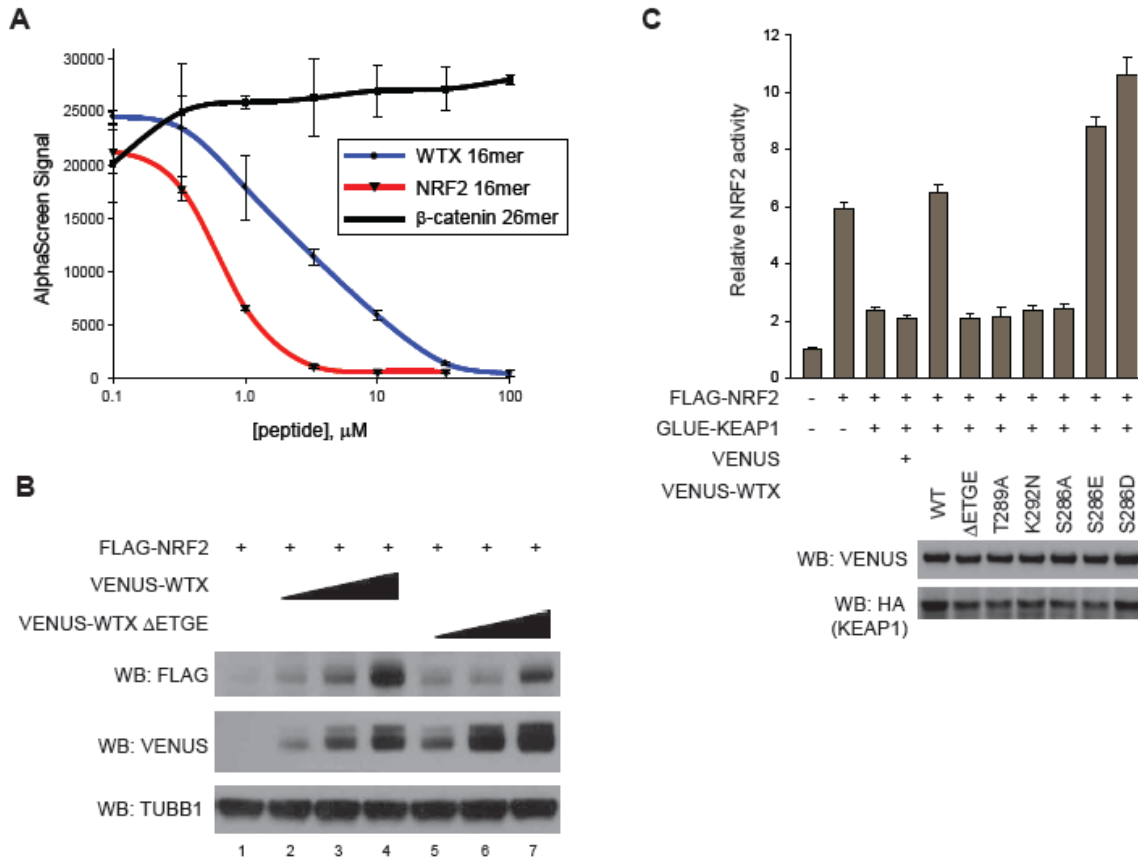 A
30000
25000
20000
15000
10000
5000
0
AlphaScreen Signal
WTX 16mer
NRF2 16mer
β-catenin 26mer
0.1 1.0 10 100
[peptide], μM
B
FLAG-NRF2 + + + + + + +
VENUS-WTX
VENUS-WTX ΔETGE
WB: FLAG
WB: VENUS
WB: TUBB1
1 2 3 4 5 6 7
C
12
10
8
6
4
2
0
Relative NRF2 activity
FLAG-NRF2 - + + + + + + + + + +
GLUE-KEAP1 - - + + + + + + + + +
VENUS +
VENUS-WTX WT ΔETGE T289A K292N S286A S286E S286D
WB: VENUS
WB: HA
(KEAP1)